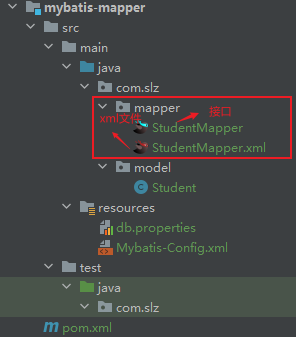 mybatis-mapper
src
main
java
com.slz
mapper
xml文件
接口
StudentMapper
StudentMapper.xml
model
Student
resources
db.properties
Mybatis-Config.xml
test
java
com.slz
pom.xml